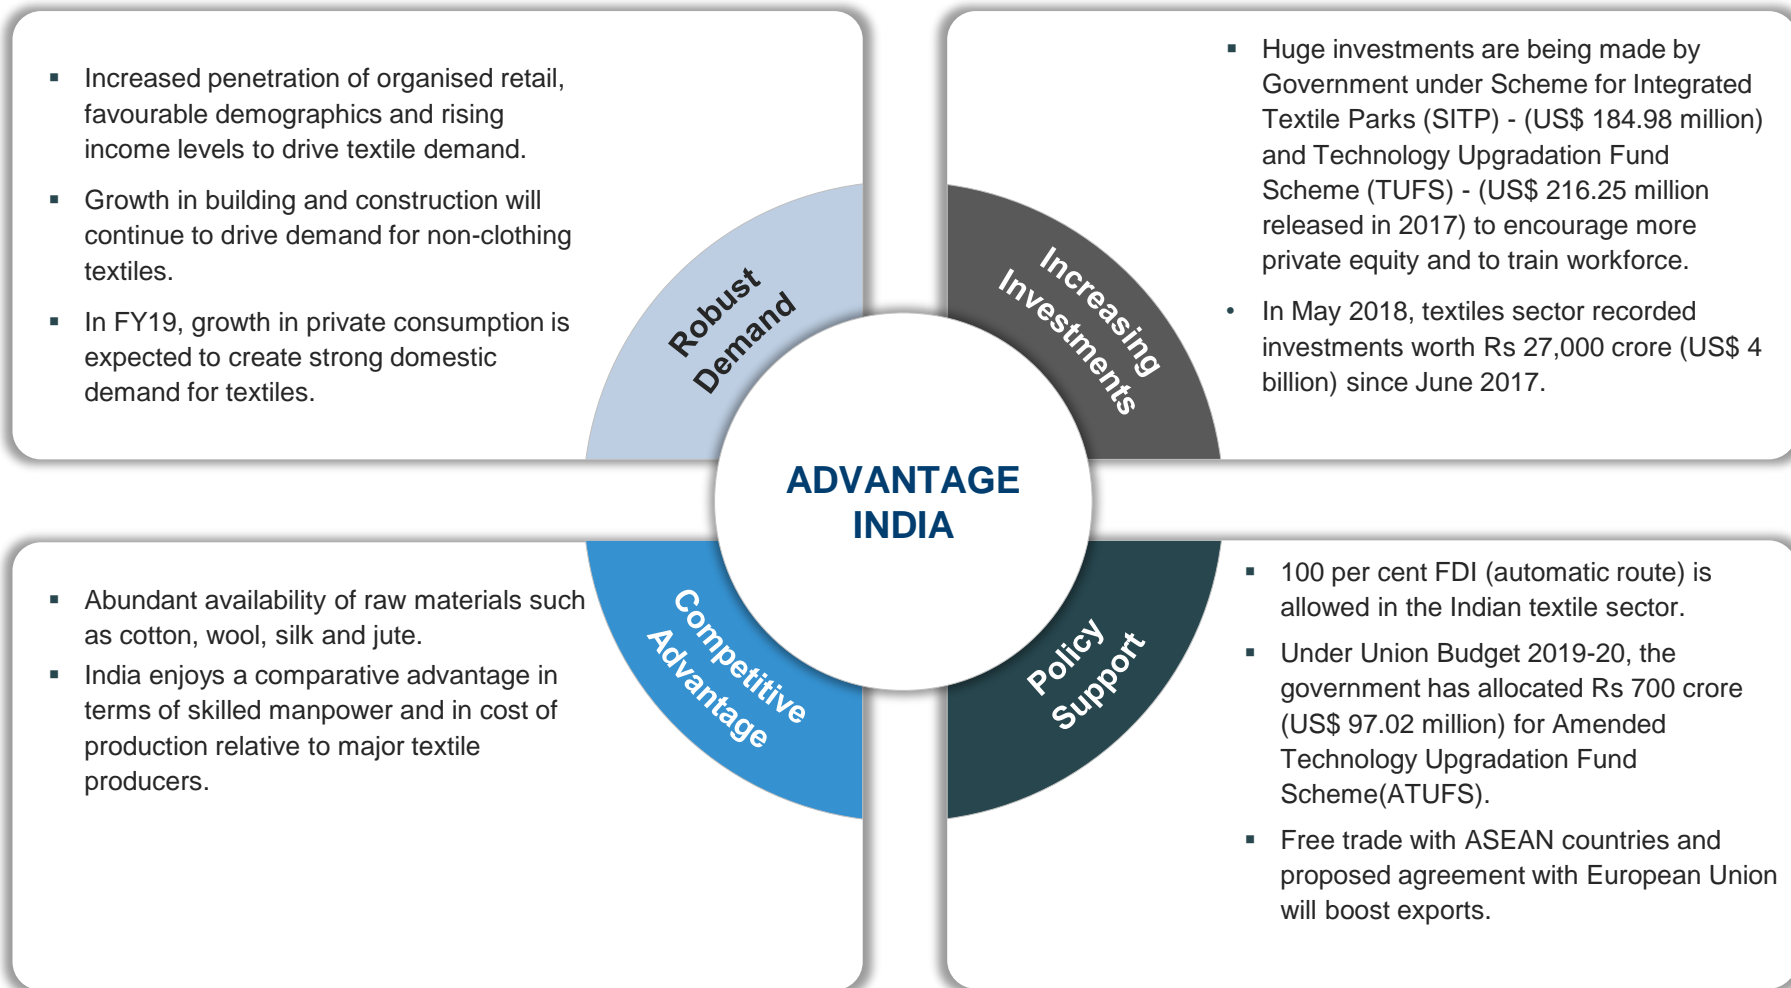 ▪ Increased penetration of organised retail,
favourable demographics and rising
income levels to drive textile demand.
▪ Growth in building and construction will
continue to drive demand for non-clothing
textiles.
▪ In FY19, growth in private consumption is
expected to create strong domestic
demand for textiles.
Robust
Demand
▪ Huge investments are being made by
Government under Scheme for Integrated
Textile Parks (SITP) - (US$ 184.98 million)
and Technology Upgradation Fund
Scheme (TUFS) - (US$ 216.25 million
released in 2017) to encourage more
private equity and to train workforce.
• In May 2018, textiles sector recorded
investments worth Rs 27,000 crore (US$ 4
billion) since June 2017.
Increasing
Investments
ADVANTAGE
INDIA
▪ Abundant availability of raw materials such
as cotton, wool, silk and jute.
▪ India enjoys a comparative advantage in
terms of skilled manpower and in cost of
production relative to major textile
producers.
Competitive
Advantage
▪ 100 per cent FDI (automatic route) is
allowed in the Indian textile sector.
▪ Under Union Budget 2019-20, the
government has allocated Rs 700 crore
(US$ 97.02 million) for Amended
Technology Upgradation Fund
Scheme(ATUFS).
▪ Free trade with ASEAN countries and
proposed agreement with European Union
will boost exports.
Policy
Support